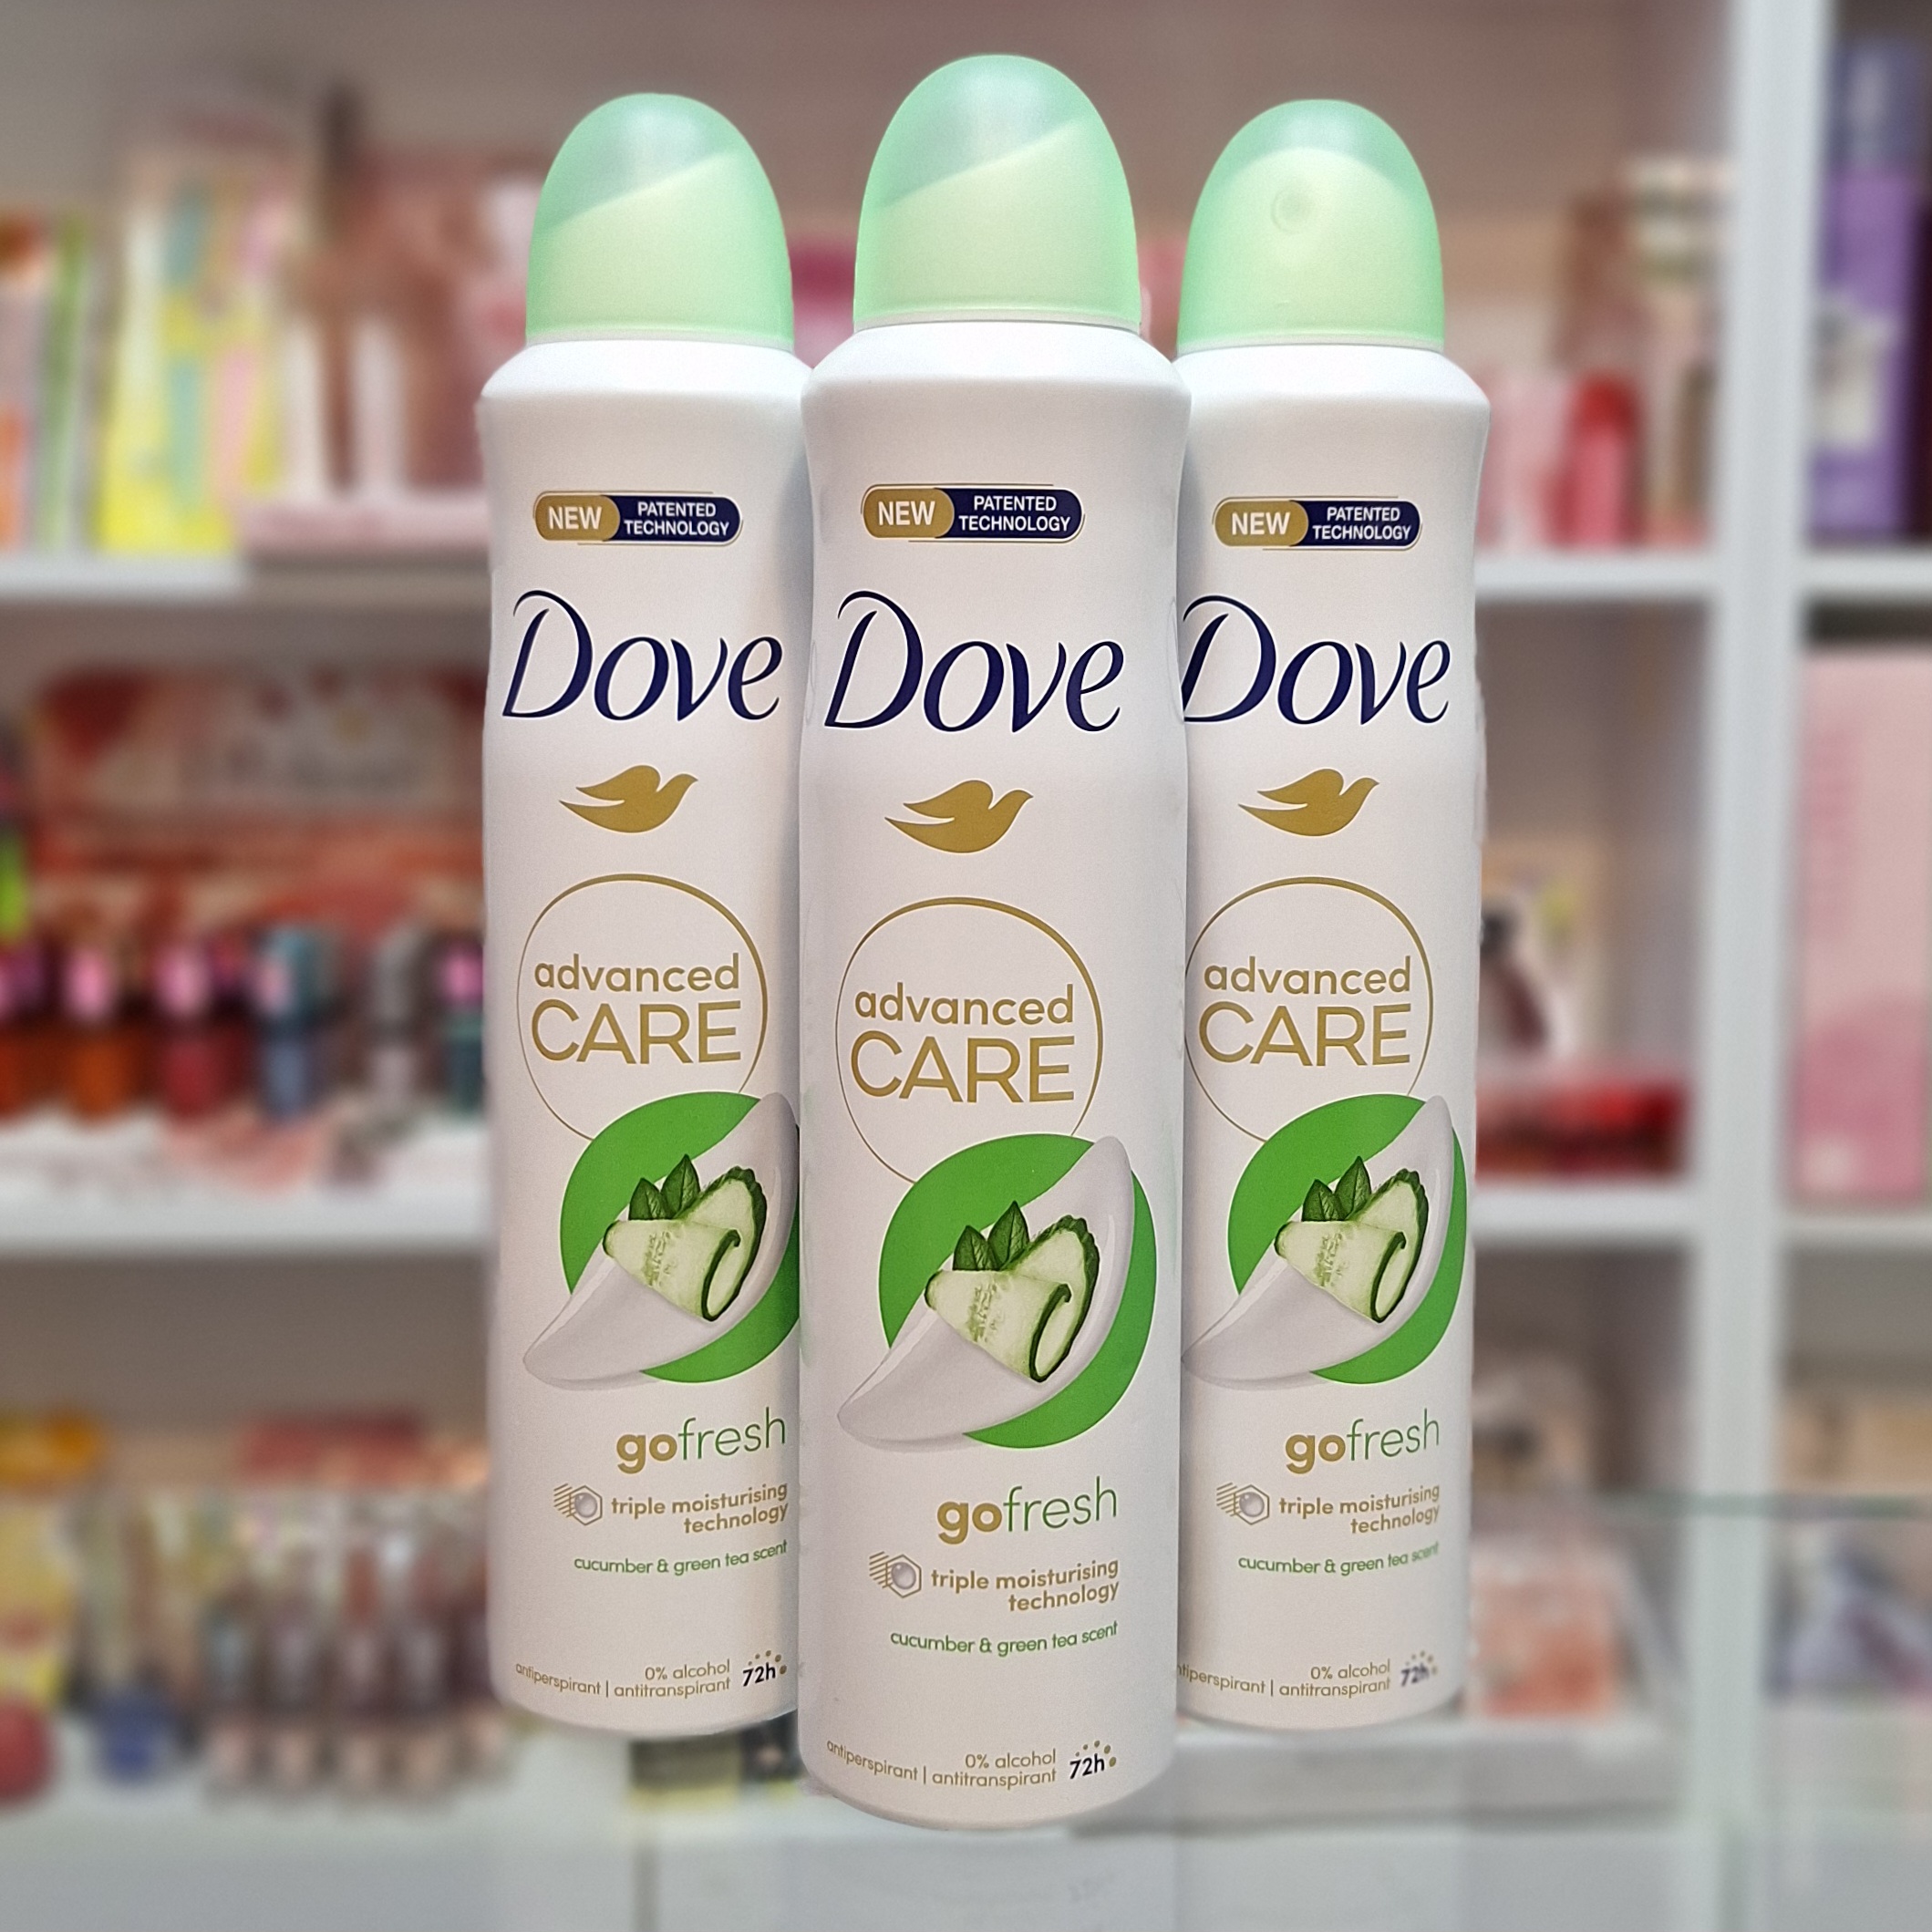 NEW PATENTED
TECHNOLOGY
Dove
advanced
CARE
gofresh
triple moisturising
technology
cucumber & green tea scent
antiperspirant | antitranspirant
0% alcohol
72h
NEW PATENTED
TECHNOLOGY
Dove
advanced
CARE
gofresh
triple moisturising
technology
cucumber & green tea scent
antiperspirant | antitranspirant
0% alcohol
72h
NEW PATENTED
TECHNOLOGY
Dove
advanced
CARE
gofresh
triple moisturising
technology
cucumber & green tea scent
ntiperspirant | antitranspirant
0% alcohol
72h